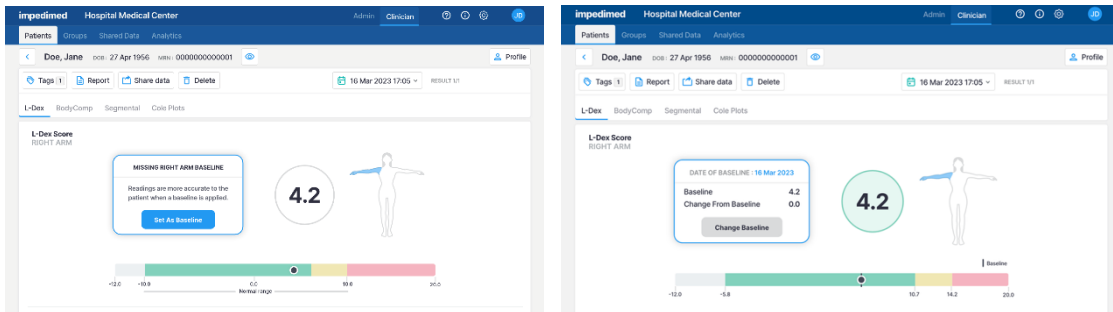 impedimed Hospital Medical Center Admin Clinician JD
Patients Groups Shared Data Analytics
Doe, Jane DOB: 27 Apr 1956 MRN: 0000000000001 Profile
Tags 1 Report Share data Delete 16 Mar 2023 17:05 RESULT 1/1
L-Dex BodyComp Segmental Cole Plots
L-Dex Score
RIGHT ARM
MISSING RIGHT ARM BASELINE
Readings are more accurate to the
patient when a baseline is applied.
Set As Baseline
4.2
-12.0 -10.0 0.0 10.0 20.0
Normal range
impedimed Hospital Medical Center Admin Clinician JD
Patients Groups Shared Data Analytics
Doe, Jane DOB: 27 Apr 1956 MRN: 0000000000001 Profile
Tags 1 Report Share data Delete 16 Mar 2023 17:05 RESULT 1/1
L-Dex BodyComp Segmental Cole Plots
L-Dex Score
RIGHT ARM
DATE OF BASELINE : 16 Mar 2023
Baseline 4.2
Change From Baseline 0.0
Change Baseline
4.2
Baseline
-12.0 -5.8 10.7 14.2 20.0